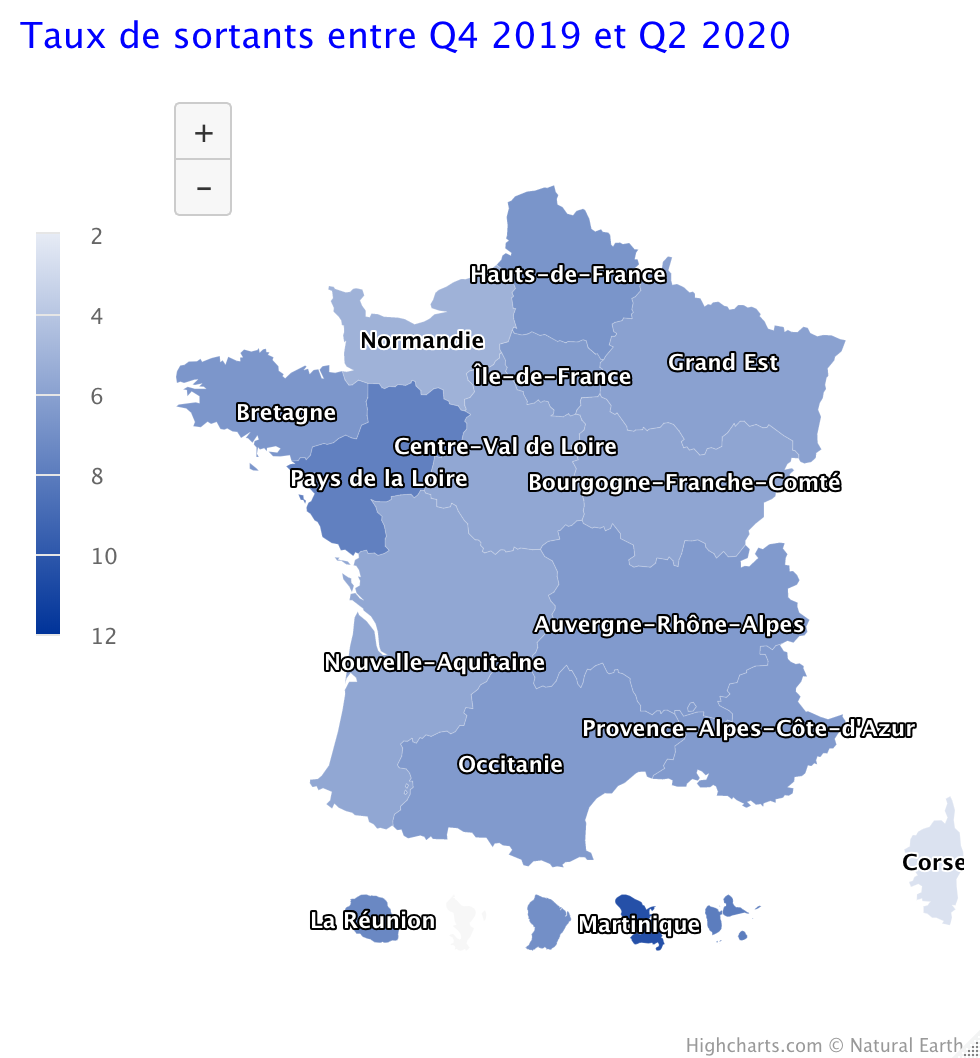 Taux de sortants entre Q4 2019 et Q2 2020
+
−
2
4
6
8
10
12
Hauts-de-France
Normandie
Île-de-France
Grand Est
Bretagne
Centre-Val de Loire
Pays de la Loire
Bourgogne-Franche-Comté
Auvergne-Rhône-Alpes
Nouvelle-Aquitaine
Provence-Alpes-Côte-d'Azur
Occitanie
Corse
La Réunion
Martinique
Highcharts.com © Natural Earth